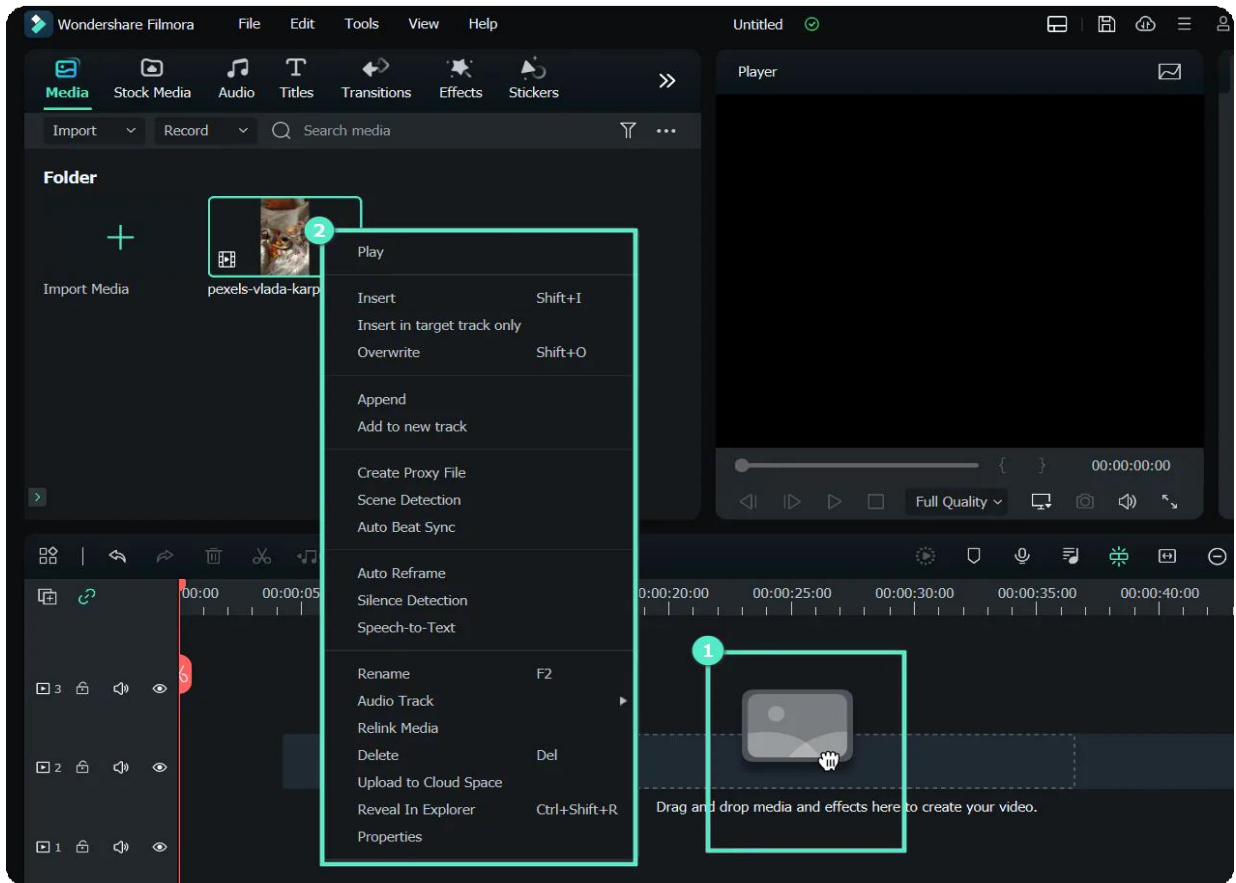 Wondershare Filmora File Edit Tools View Help Untitled
Media Stock Media Audio Titles Transitions Effects Stickers
Player
Import Record Search media
Folder
Import Media
pexels-vlada-karp
2
Play
Insert Shift+I
Insert in target track only
Overwrite Shift+O
Append
Add to new track
Create Proxy File
Scene Detection
Auto Beat Sync
Auto Reframe
Silence Detection
Speech-to-Text
Rename F2
Audio Track
Relink Media
Delete Del
Upload to Cloud Space
Reveal In Explorer Ctrl+Shift+R
Properties
{ } 00:00:00:00
Full Quality
00:00 00:00:05 0:00:20:00 00:00:25:00 00:00:30:00 00:00:35:00 00:00:40:00
1
3
2
Drag and drop media and effects here to create your video.
1